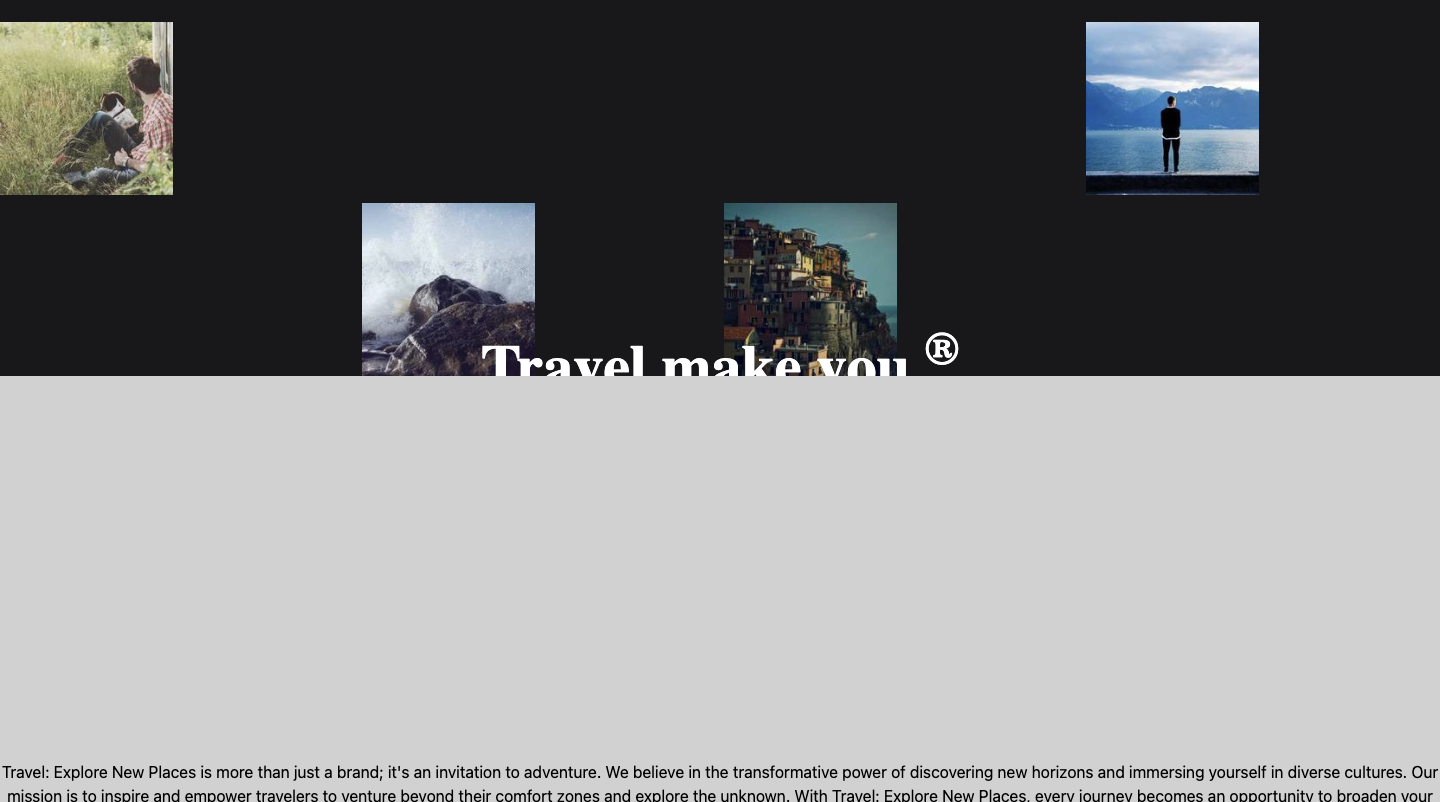 Travel make you ®
Travel: Explore New Places is more than just a brand; it's an invitation to adventure. We believe in the transformative power of discovering new horizons and immersing yourself in diverse cultures. Our
mission is to inspire and empower travelers to venture beyond their comfort zones and explore the unknown. With Travel: Explore New Places, every journey becomes an opportunity to broaden your